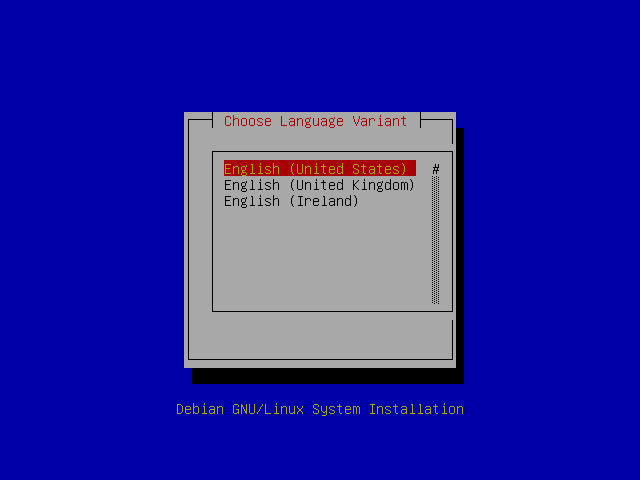 Choose Language Variant
English (United States)
#
English (United Kingdom)
English (Ireland)
Debian GNU/Linux System Installation